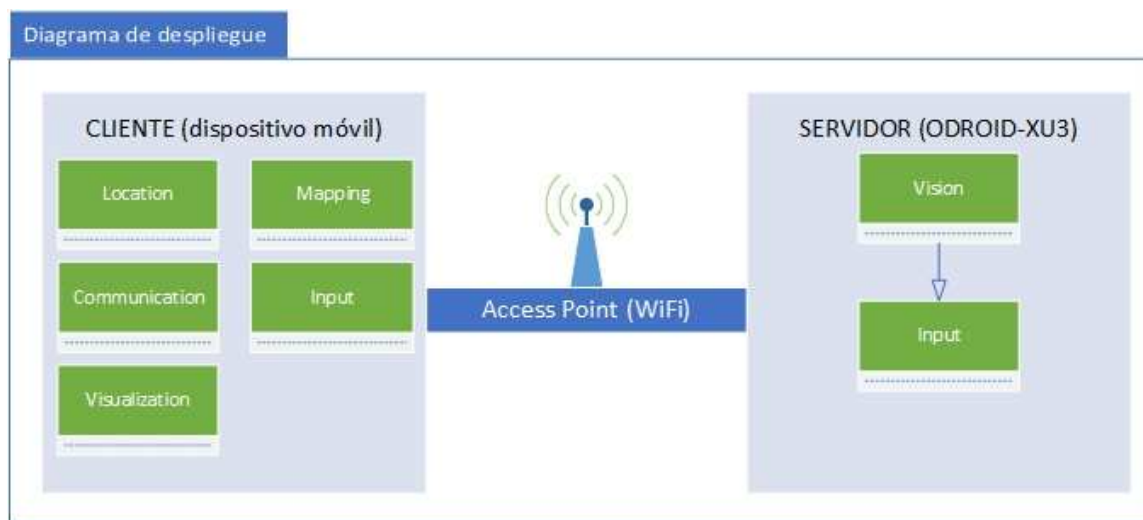 Diagrama de despliegue
CLIENTE (dispositivo móvil)
Location
Mapping
Communication
Input
Visualization
Access Point (WiFi)
SERVIDOR (ODROID-XU3)
Vision
Input